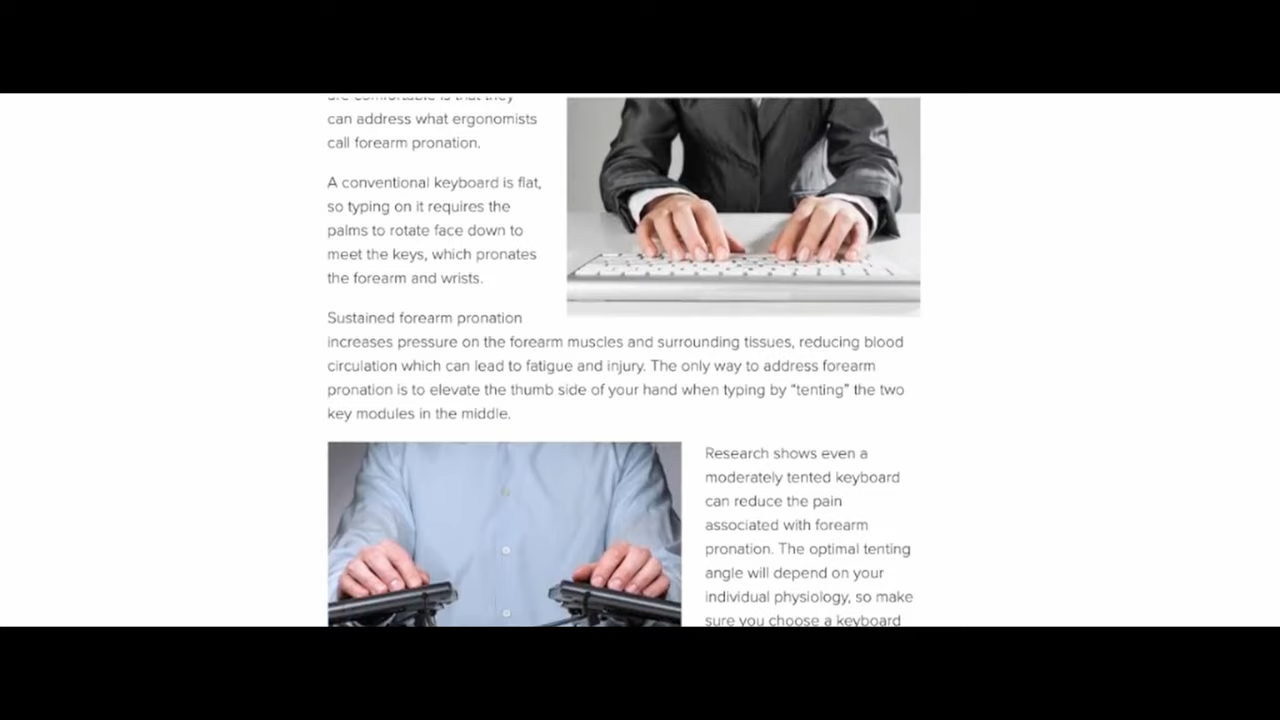 are comfortable is that they
can address what ergonomists
call forearm pronation.
A conventional keyboard is flat,
so typing on it requires the
palms to rotate face down to
meet the keys, which pronates
the forearm and wrists.
Sustained forearm pronation
increases pressure on the forearm muscles and surrounding tissues, reducing blood
circulation which can lead to fatigue and injury. The only way to address forearm
pronation is to elevate the thumb side of your hand when typing by “tenting” the two
key modules in the middle.
Research shows even a
moderately tented keyboard
can reduce the pain
associated with forearm
pronation. The optimal tenting
angle will depend on your
individual physiology, so make
sure you choose a keyboard